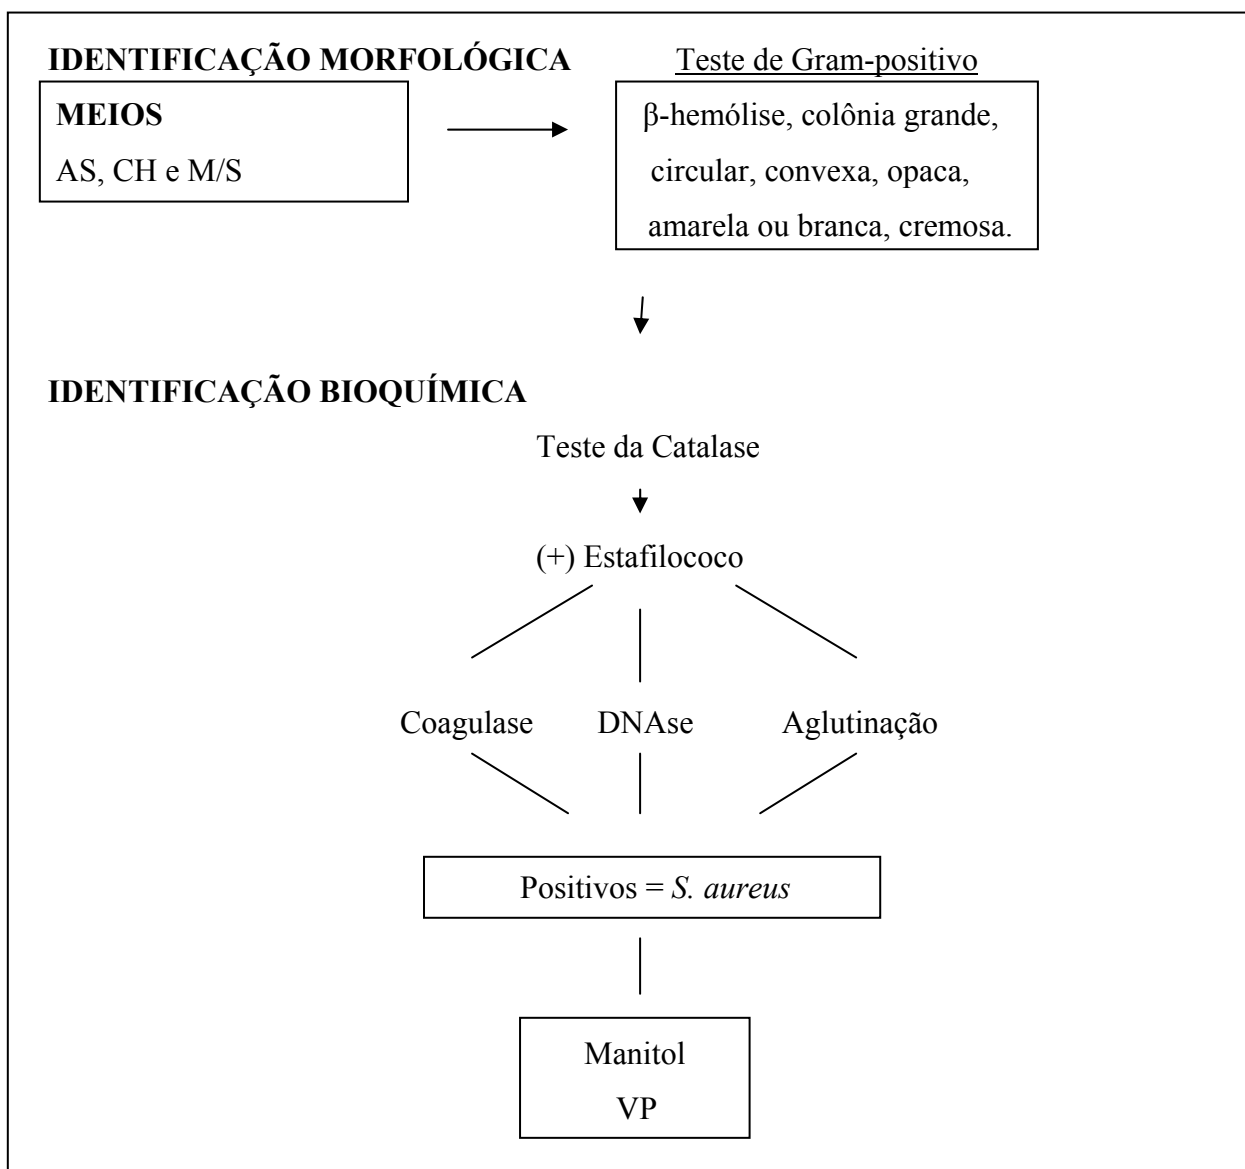 IDENTIFICAÇÃO MORFOLÓGICA
Teste de Gram-positivo
MEIOS
AS, CH e M/S
β-hemólise, colônia grande,
circular, convexa, opaca,
amarela ou branca, cremosa.
IDENTIFICAÇÃO BIOQUÍMICA
Teste da Catalase
(+) Estafilococo
Coagulase
DNAse
Aglutinação
Positivos = S. aureus
Manitol
VP